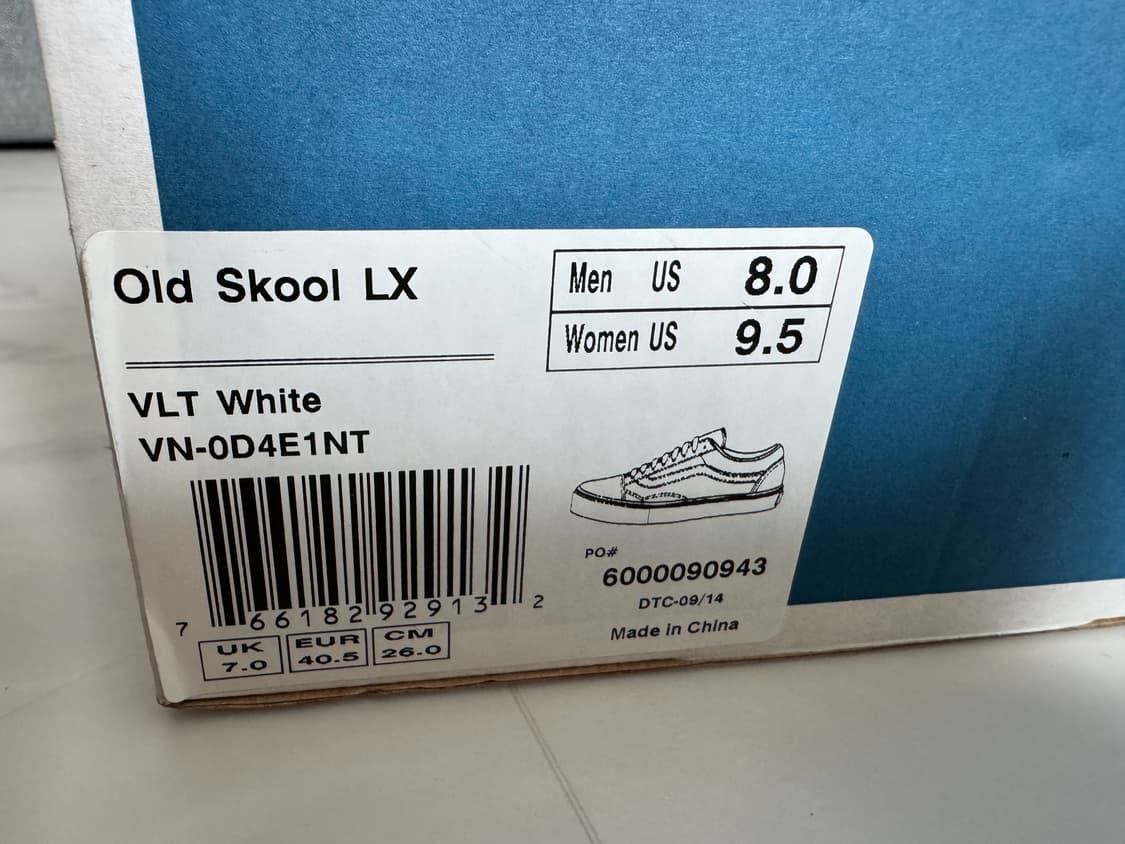 Old Skool LX
Men US 8.0
Women US 9.5
VLT White
VN-0D4E1NT
7 66182 92913 2
PO#
6000090943
DTC-09/14
Made in China
UK EUR CM
7.0 40.5 26.0